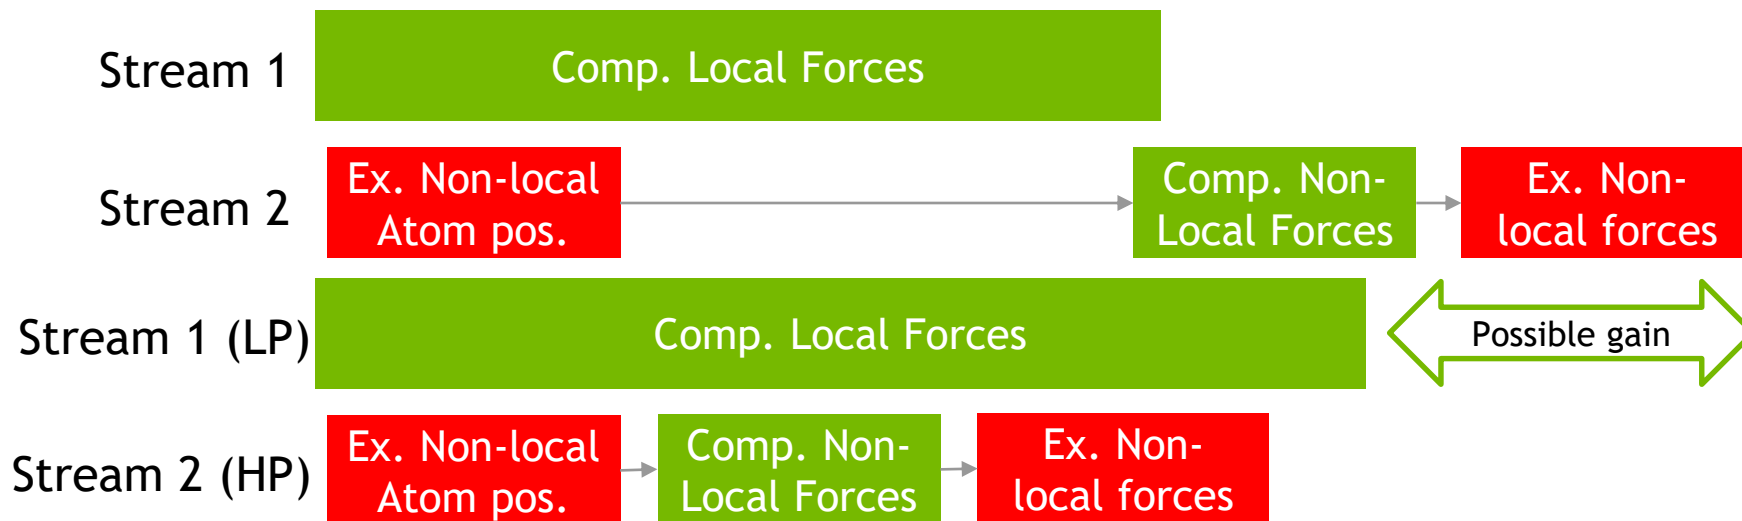 Stream 1
Comp. Local Forces
Stream 2
Ex. Non-local
Atom pos.
Comp. Non-
Local Forces
Ex. Non-
local forces
Stream 1 (LP)
Comp. Local Forces
Possible gain
Stream 2 (HP)
Ex. Non-local
Atom pos.
Comp. Non-
Local Forces
Ex. Non-
local forces